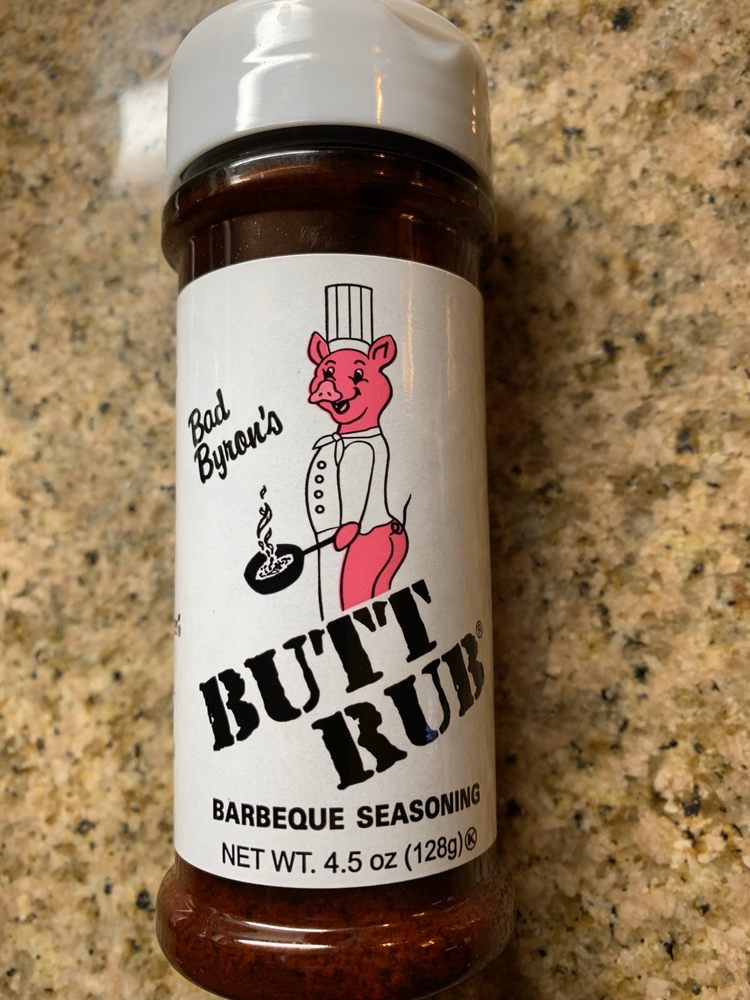 Bad
Byron's
BUTT
RUB®
BARBEQUE SEASONING
NET WT. 4.5 oz (128g) Ⓚ